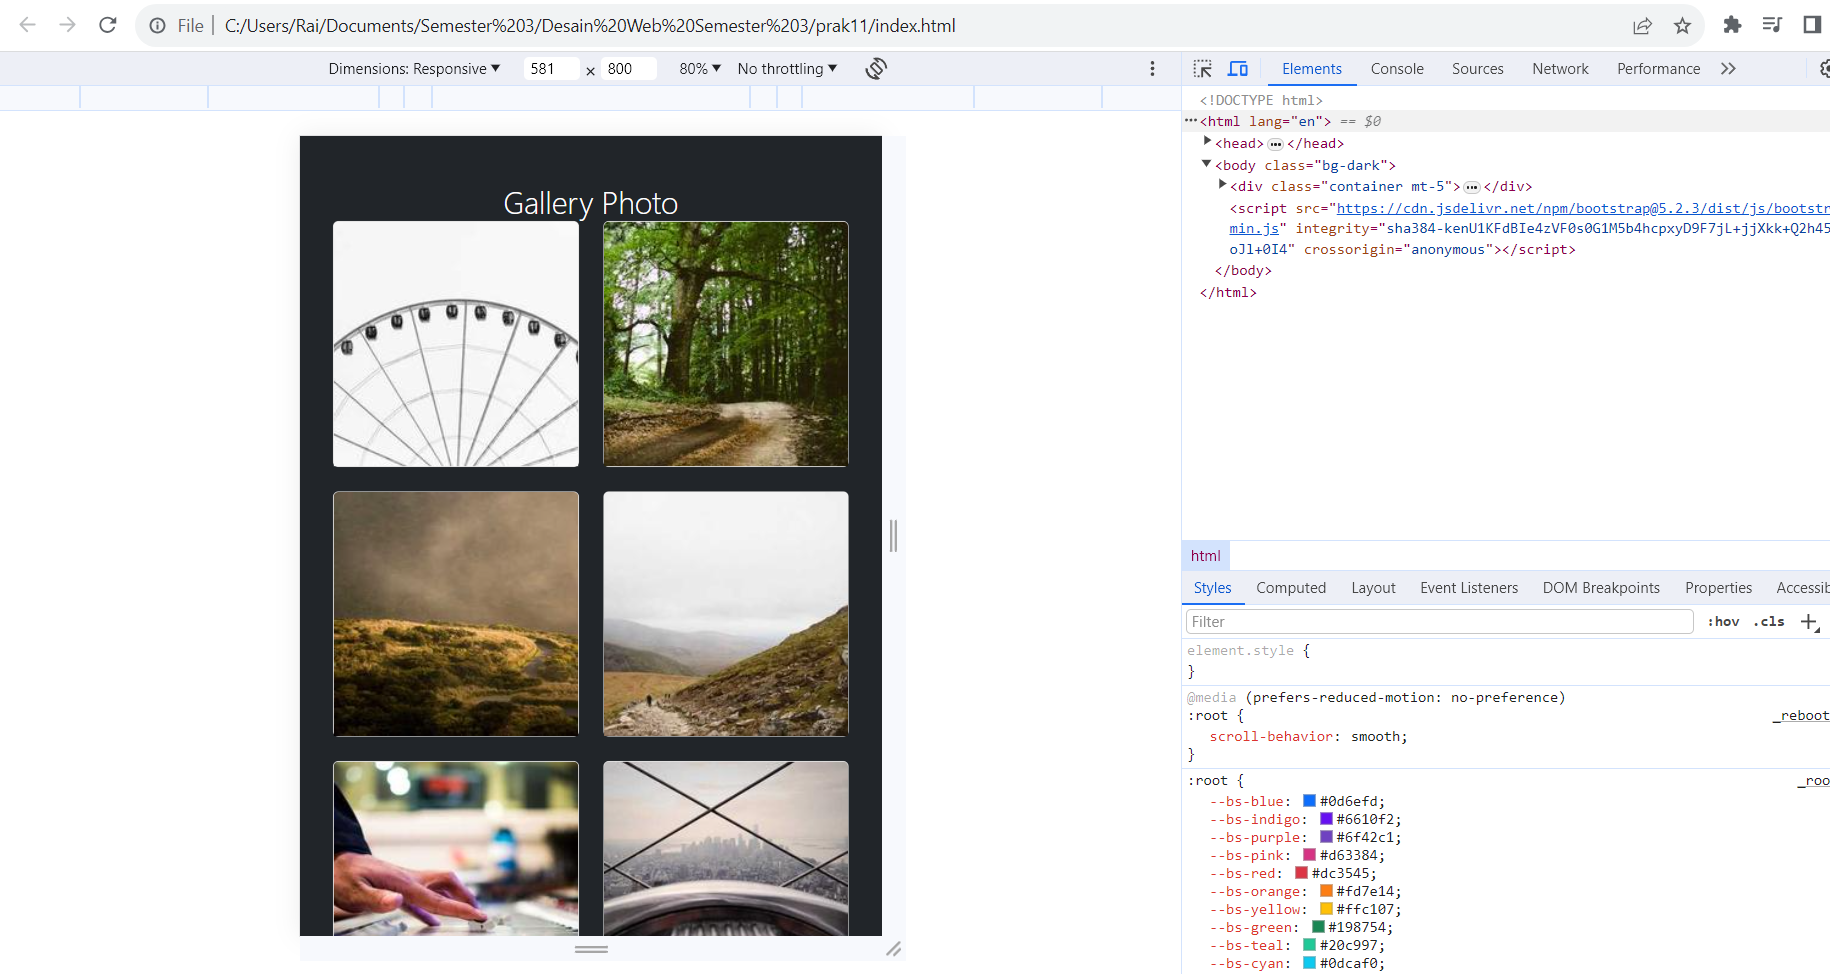 File | C:/Users/Rai/Documents/Semester%203/Desain%20Web%20Semester%203/prak11/index.html
Dimensions: Responsive ▼ 581 x 800 80% ▼ No throttling ▼
Elements Console Sources Network Performance »
<!DOCTYPE html>
···<html lang="en"> == $0
▶<head>···</head>
▼<body class="bg-dark">
▶<div class="container mt-5">···</div>
<script src="https://cdn.jsdelivr.net/npm/bootstrap@5.2.3/dist/js/bootstr
min.js" integrity="sha384-kenU1KFdBIe4zVF0s0G1M5b4hcpxyD9F7jL+jjXkk+Q2h45
oJl+0I4" crossorigin="anonymous"></script>
</body>
</html>
Gallery Photo
html
Styles Computed Layout Event Listeners DOM Breakpoints Properties Accessib
Filter :hov .cls +
element.style {
}
@media (prefers-reduced-motion: no-preference)
:root { _reboot
scroll-behavior: smooth;
}
:root { _roo
--bs-blue: #0d6efd;
--bs-indigo: #6610f2;
--bs-purple: #6f42c1;
--bs-pink: #d63384;
--bs-red: #dc3545;
--bs-orange: #fd7e14;
--bs-yellow: #ffc107;
--bs-green: #198754;
--bs-teal: #20c997;
--bs-cyan: #0dcaf0;